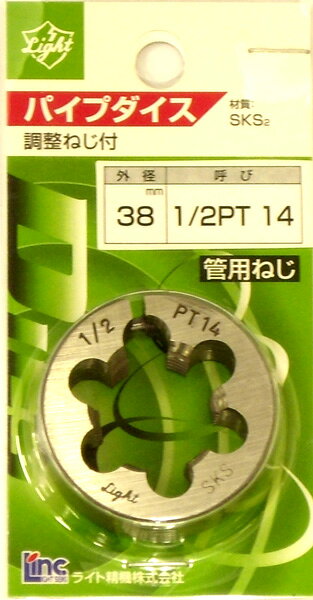 Light
パイプダイス
材質:
SKS2
調整ねじ付
外径
呼び
mm
38
1/2PT 14
管用ねじ
1/2 PT14
Light
SKS
Linc
ライト精機株式会社